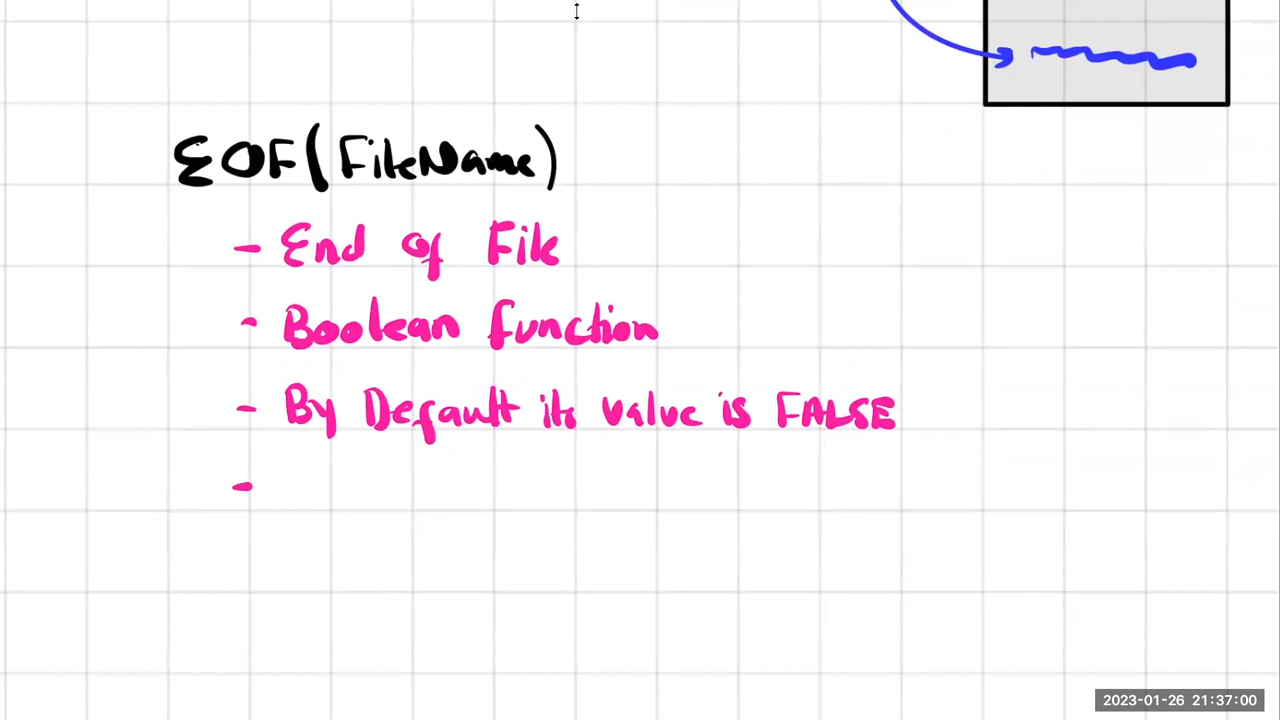 EOF(FileName)
- End of File
- Boolean function
- By Default its value is FALSE
-
2023-01-26 21:37:00